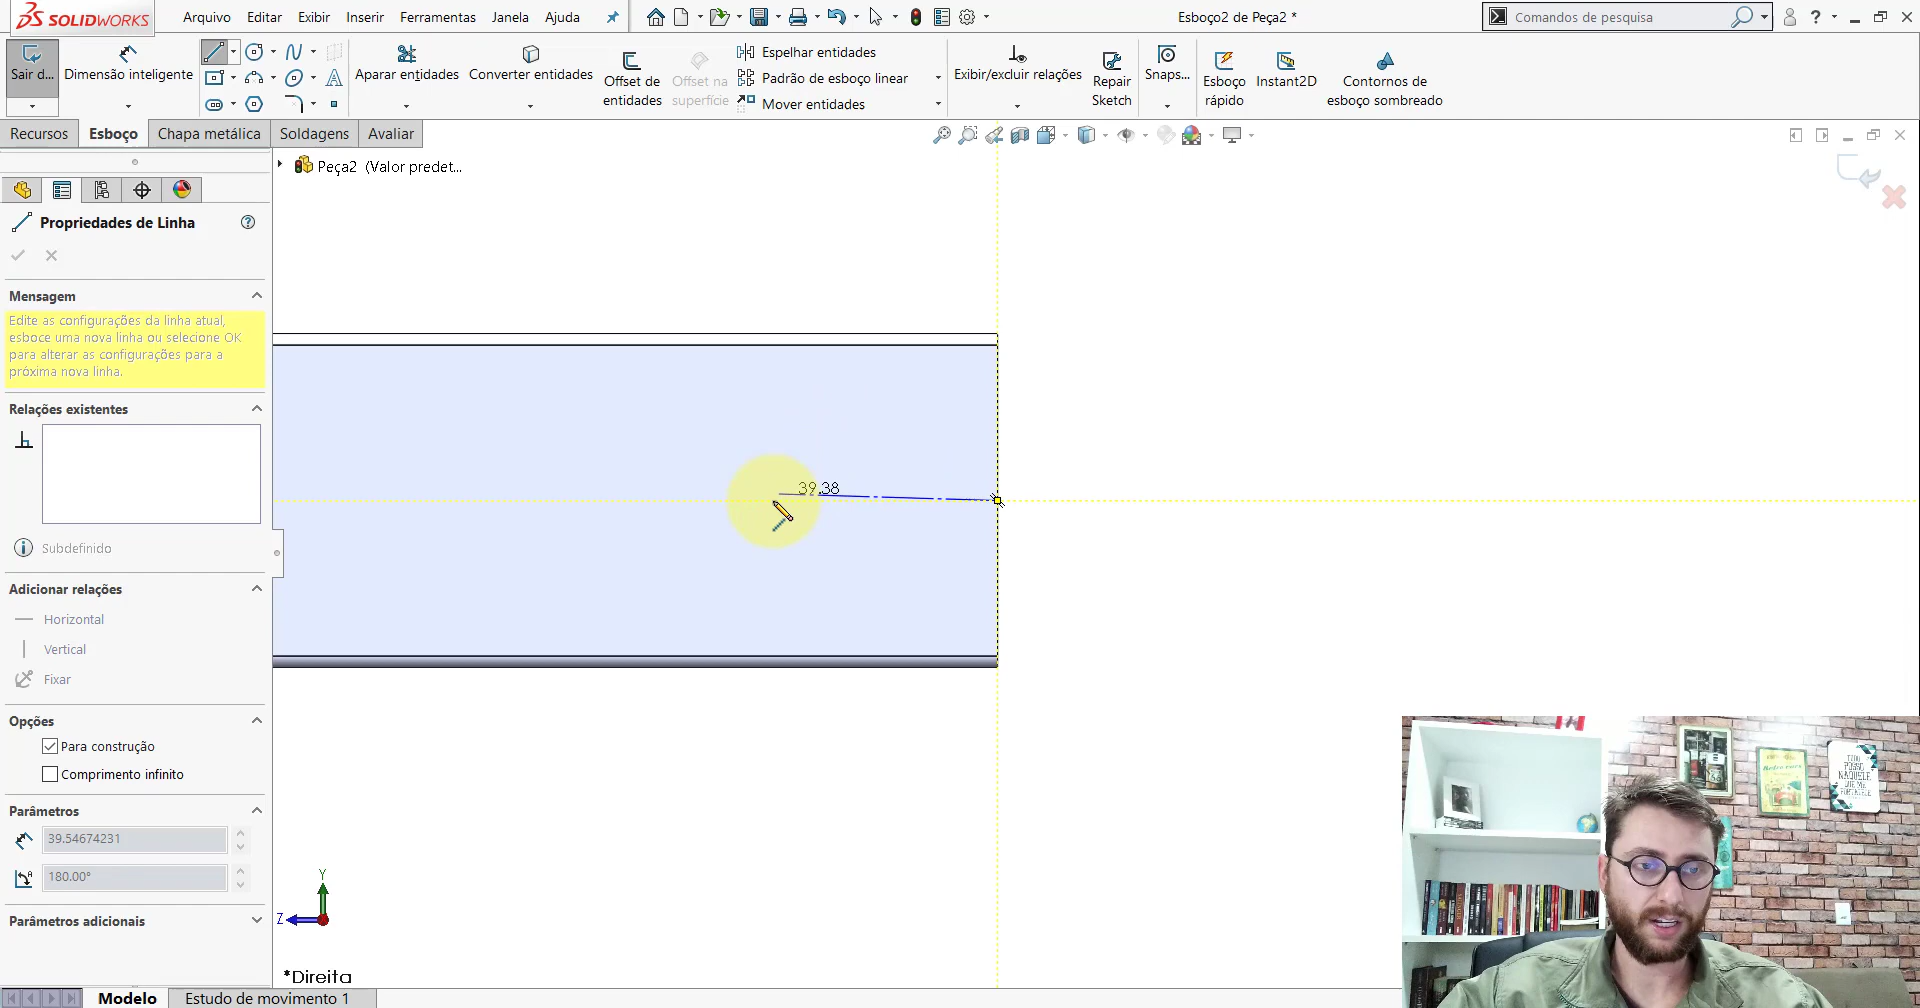 SOLIDWORKS
Arquivo Editar Exibir Inserir Ferramentas Janela Ajuda
Esboço2 de Peça2 *
Comandos de pesquisa
Sair d...
Dimensão inteligente
Aparar entidades
Converter entidades
Offset de entidades
Offset na superfície
Espelhar entidades
Padrão de esboço linear
Mover entidades
Exibir/excluir relações
Repair Sketch
Snaps...
Esboço rápido
Instant2D
Contornos de esboço sombreado
Recursos Esboço Chapa metálica Soldagens Avaliar
Peça2 (Valor predet...
Propriedades de Linha
Mensagem
Edite as configurações da linha atual,
esboce uma nova linha ou selecione OK
para alterar as configurações para a
próxima nova linha.
Relações existentes
Subdefinido
Adicionar relações
Horizontal
Vertical
Fixar
Opções
Para construção
Comprimento infinito
Parâmetros
39.54674231
180.00°
Parâmetros adicionais
39.38
Y
Z
*Direita
Modelo Estudo de movimento 1
POSSO
NAQUELE
QUE ME
FORTALECE